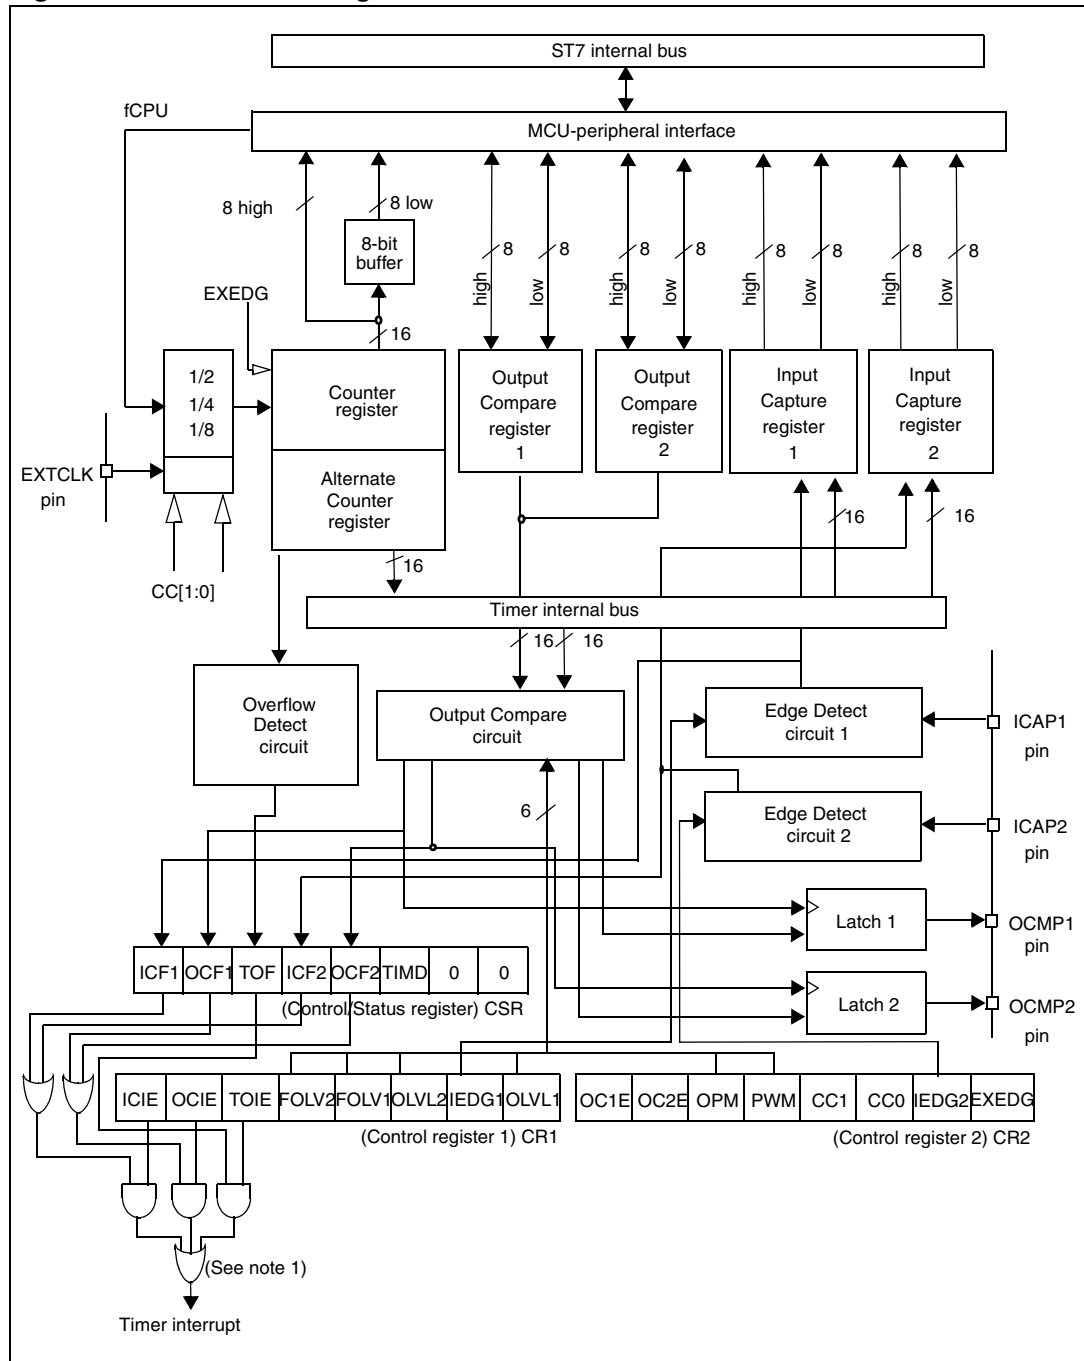 ST7 internal bus
fCPU
MCU-peripheral interface
8 high
8 low
8-bit
buffer
8
8
8
8
8
8
8
8
high
low
high
low
high
low
high
low
EXEDG
16
1/2
1/4
1/8
Counter
register
Output
Compare
register
1
Output
Compare
register
2
Input
Capture
register
1
Input
Capture
register
2
EXTCLK
pin
Alternate
Counter
register
16
16
16
CC[1:0]
Timer internal bus
16
16
Overflow
Detect
circuit
Output Compare
circuit
Edge Detect
circuit 1
ICAP1
pin
6
Edge Detect
circuit 2
ICAP2
pin
Latch 1
OCMP1
pin
ICF1 OCF1 TOF ICF2 OCF2 TIMD 0 0
(Control/Status register) CSR
Latch 2
OCMP2
pin
ICIE OCIE TOIE FOLV2 FOLV1 OLVL2 IEDG1 OLVL1
(Control register 1) CR1
OC1E OC2E OPM PWM CC1 CC0 IEDG2 EXEDG
(Control register 2) CR2
(See note 1)
Timer interrupt